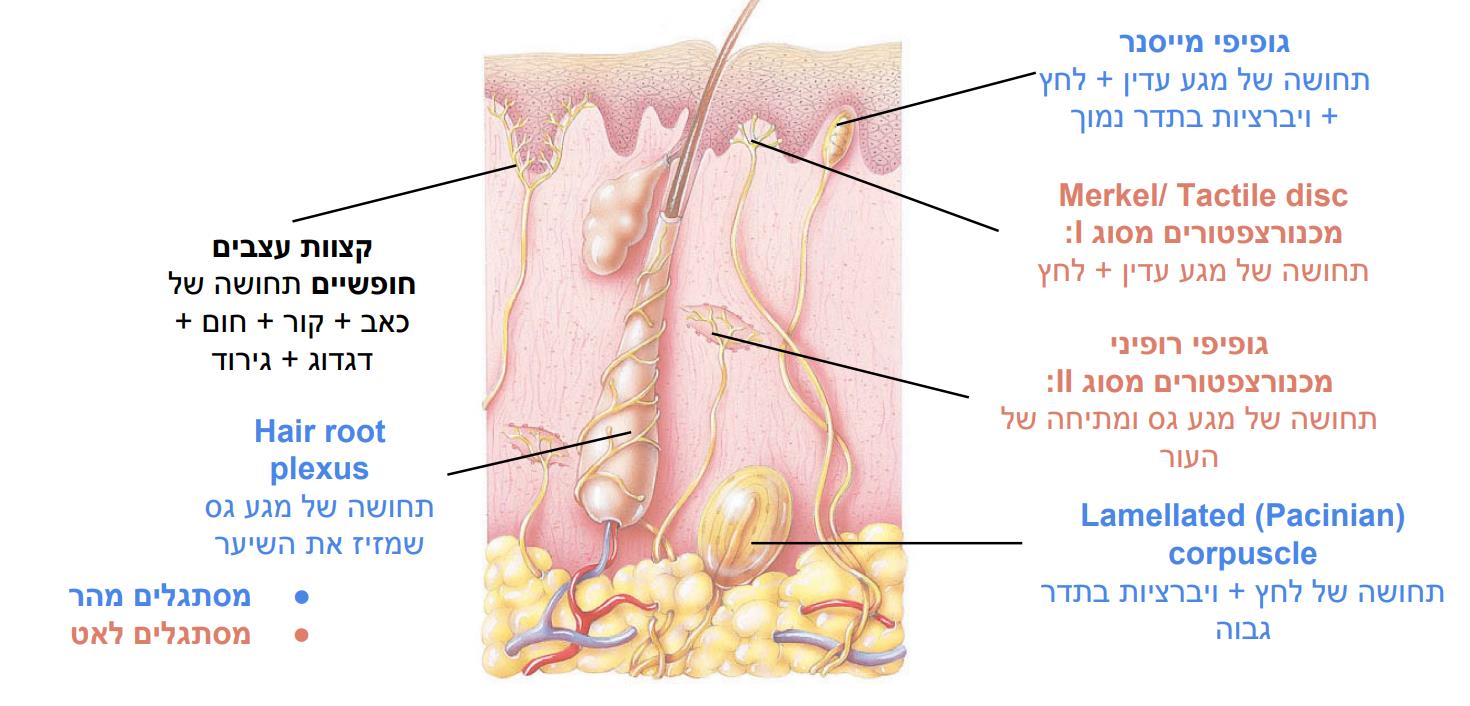 גופיפי מייסנר
תחושה של מגע עדין + לחץ
+ ויברציות בתדר נמוך
Merkel/ Tactile disc
מכנורצפטורים מסוג I:
תחושה של מגע עדין + לחץ
גופיפי רופיני
מכנורצפטורים מסוג II:
תחושה של מגע גס ומתיחה של
העור
Lamellated (Pacinian)
corpuscle
תחושה של לחץ + ויברציות בתדר
גבוה
קצוות עצבים
חופשיים תחושה של
כאב + קור + חום +
דגדוג + גירוד
Hair root
plexus
תחושה של מגע גס
שמזיז את השיער
● מסתגלים מהר
● מסתגלים לאט